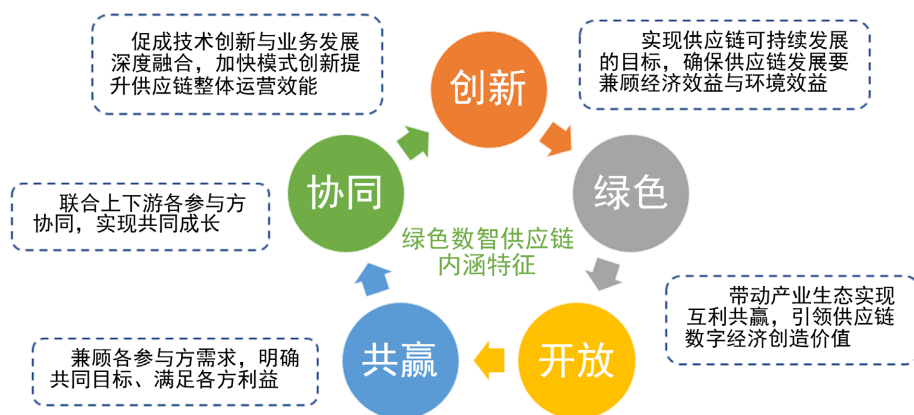 促成技术创新与业务发展
深度融合，加快模式创新提
升供应链整体运营效能
创新
实现供应链可持续发展
的目标，确保供应链发展要
兼顾经济效益与环境效益
协同
绿色
联合上下游各参与方
协同，实现共同成长
绿色数智供应链
内涵特征
带动产业生态实现
互利共赢，引领供应链
数字经济创造价值
共赢
开放
兼顾各参与方需求，明确
共同目标、满足各方利益